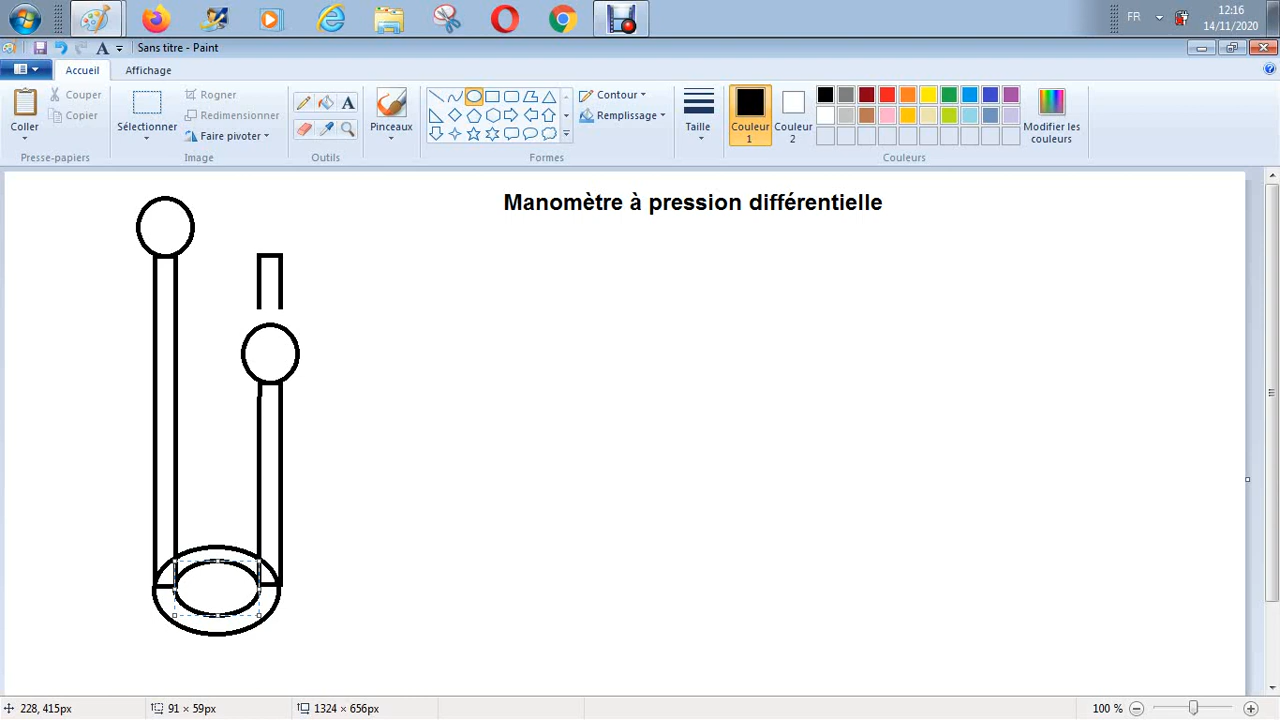 FR
12:16
14/11/2020
Sans titre - Paint
Accueil
Affichage
Coller
Couper
Copier
Presse-papiers
Sélectionner
Rogner
Redimensionner
Faire pivoter
Image
A
Outils
Pinceaux
Contour
Remplissage
Formes
Taille
Couleur
1
Couleur
2
Modifier les
couleurs
Couleurs
Manomètre à pression différentielle
228, 415px
91 × 59px
1324 × 656px
100 %